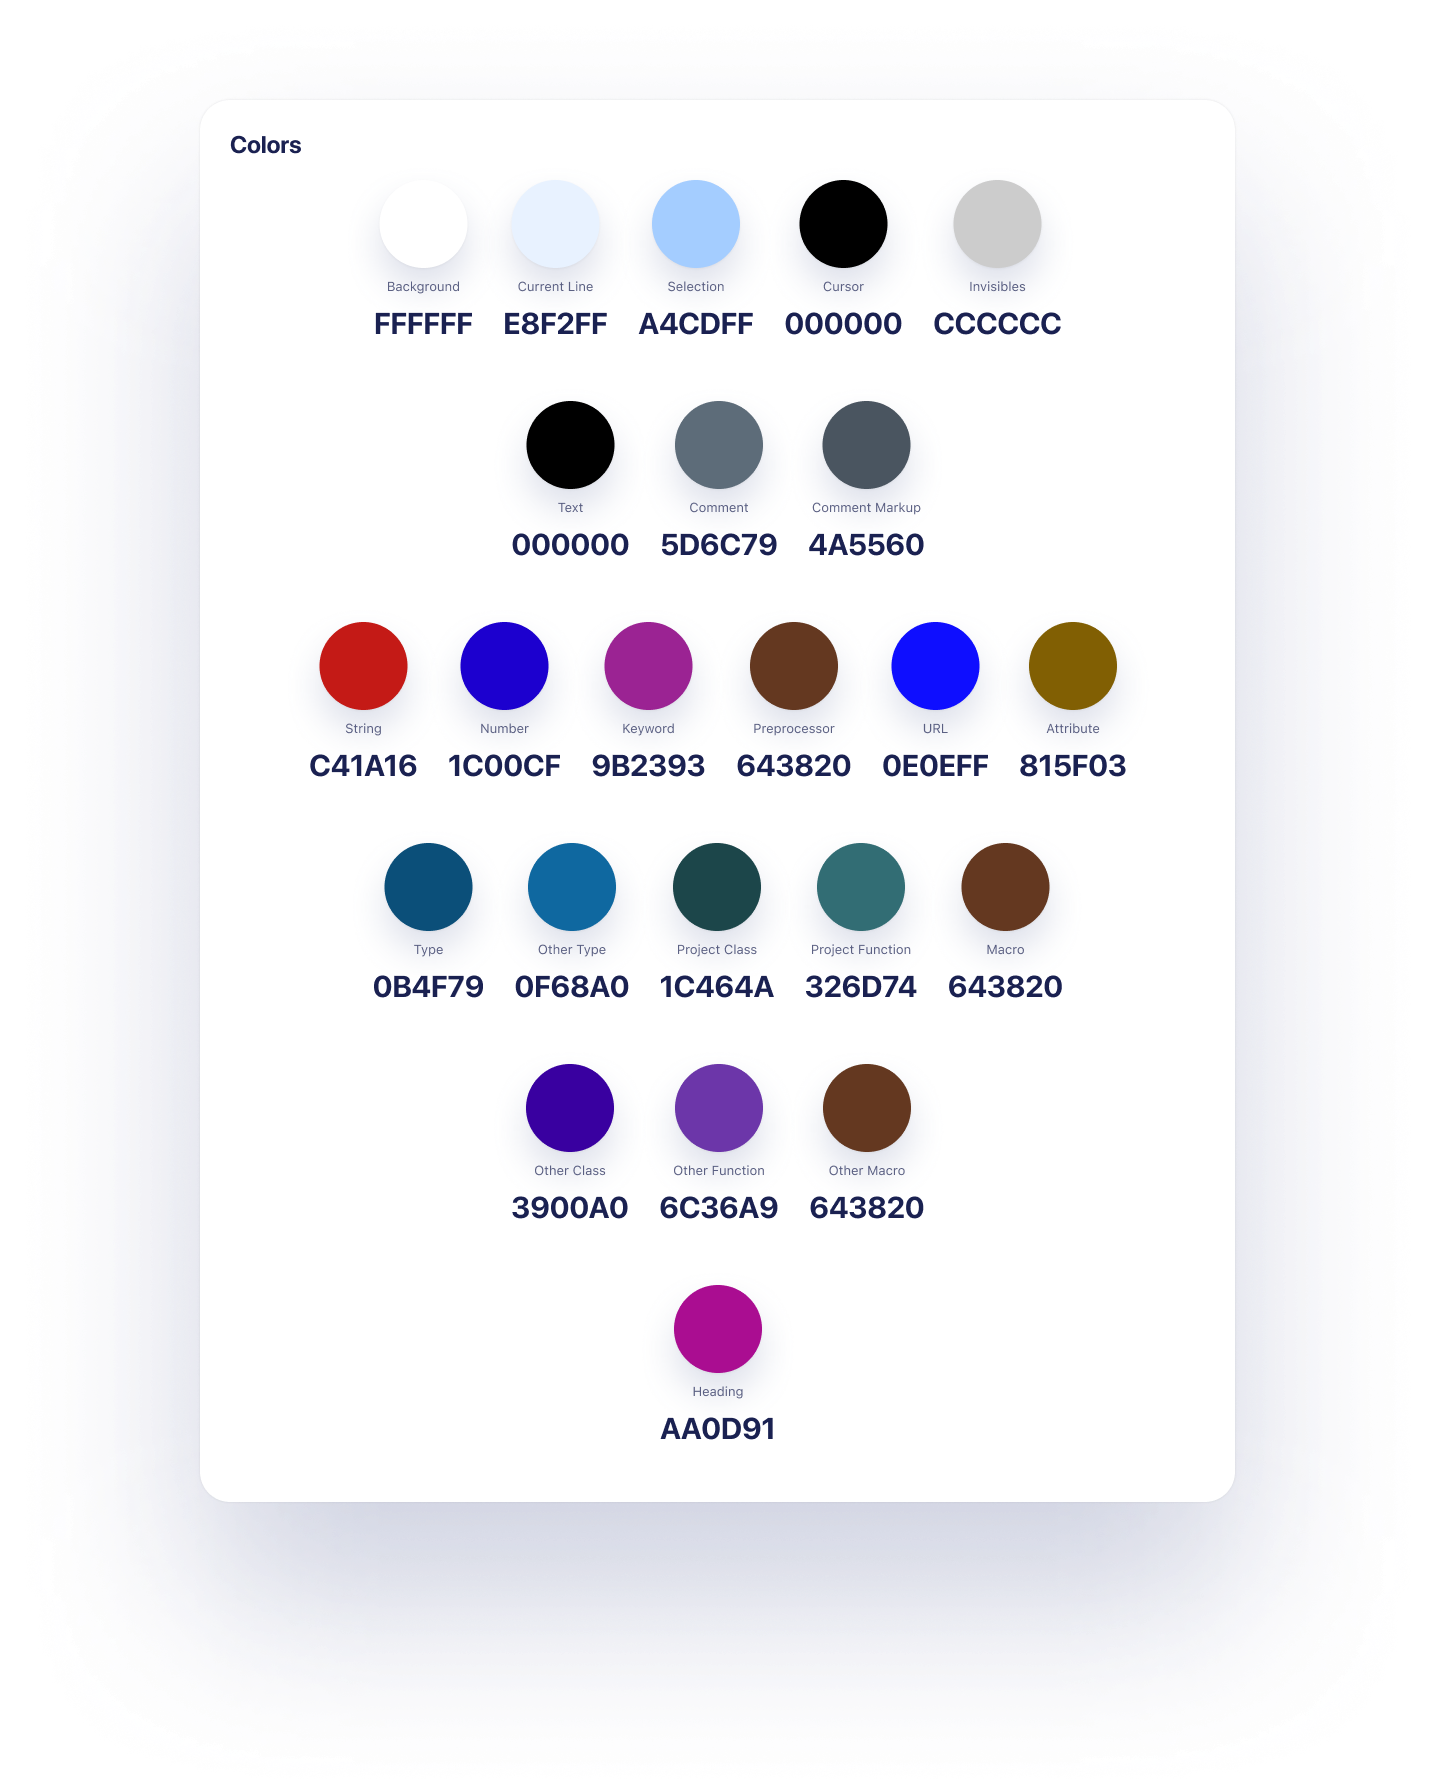 Colors
Background Current Line Selection Cursor Invisibles
FFFFFF E8F2FF A4CDFF 000000 CCCCCC
Text Comment Comment Markup
000000 5D6C79 4A5560
String Number Keyword Preprocessor URL Attribute
C41A16 1C00CF 9B2393 643820 0E0EFF 815F03
Type Other Type Project Class Project Function Macro
0B4F79 0F68A0 1C464A 326D74 643820
Other Class Other Function Other Macro
3900A0 6C36A9 643820
Heading
AA0D91